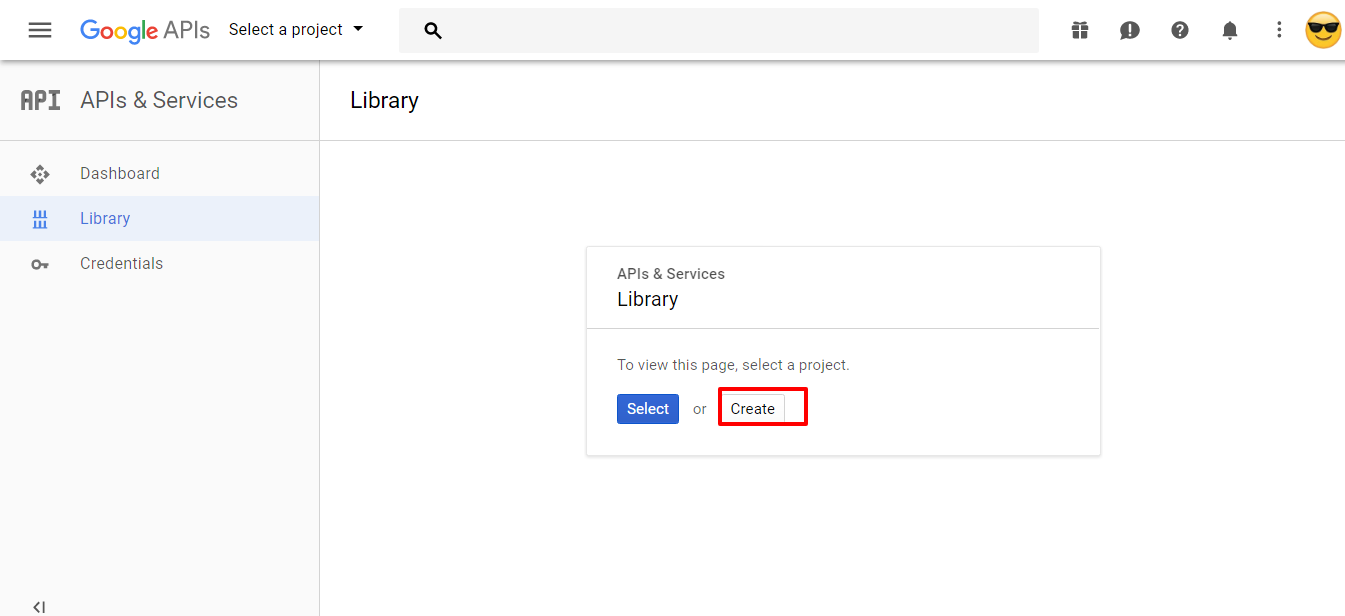 Google APIs Select a project
API APIs & Services
Library
Dashboard
Library
Credentials
APIs & Services
Library
To view this page, select a project.
Select or Create